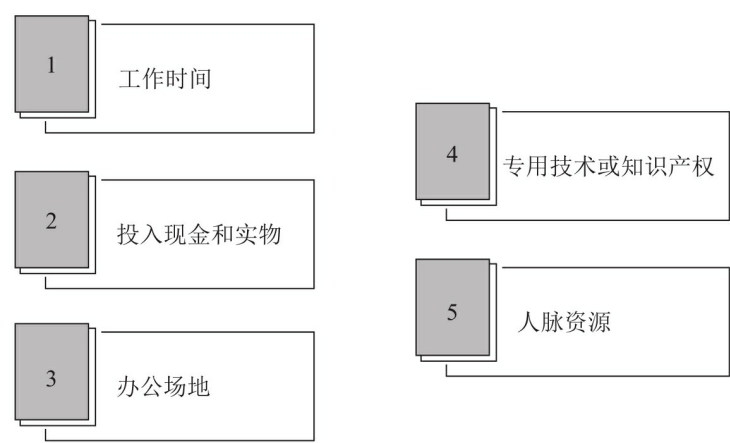 1
工作时间
2
投入现金和实物
3
办公场地
4
专用技术或知识产权
5
人脉资源